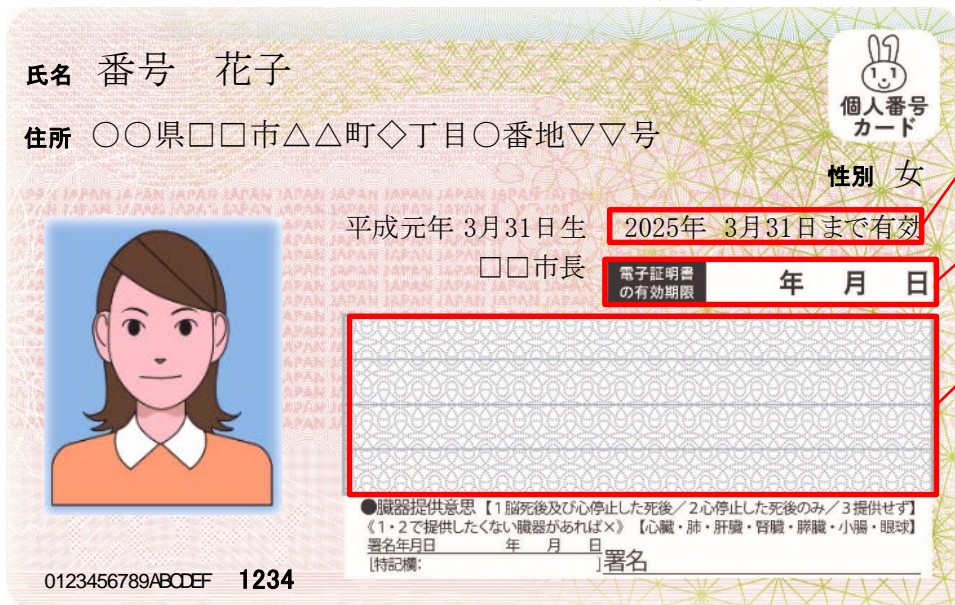 氏名 番号 花子
個人番号
カード
住所 〇〇県□□市△△町◇丁目〇番地▽▽号
性別 女
平成元年 3月31日生 2025年 3月31日まで有効
□□市長
電子証明書
の有効期限 年 月 日
●臓器提供意思【1脳死後及び心停止した死後／2心停止した死後のみ／3提供せず】
《1・2で提供したくない臓器があれば×》【心臓・肺・肝臓・腎臓・膵臓・小腸・眼球】
署名年月日 年 月 日
[特記欄: ]署名
0123456789ABCDEF 1234